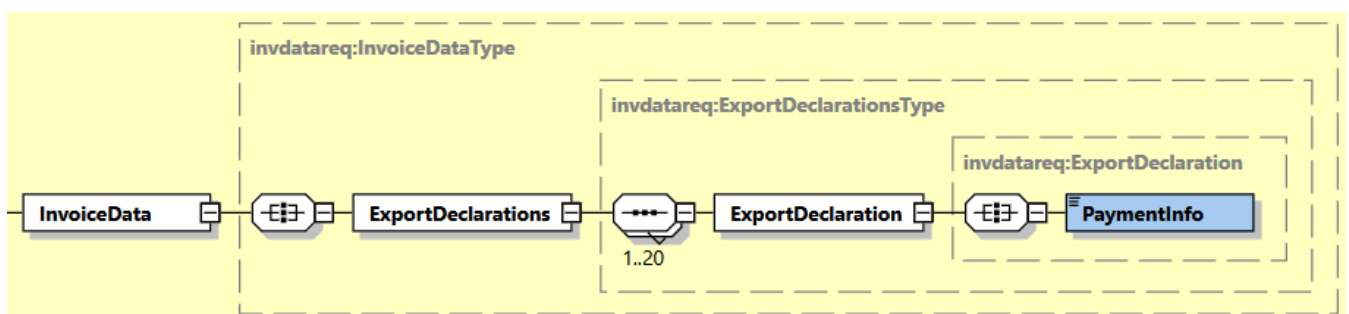 invdatareq:InvoiceDataType
invdatareq:ExportDeclarationsType
invdatareq:ExportDeclaration
InvoiceData
ExportDeclarations
ExportDeclaration
PaymentInfo
1..20